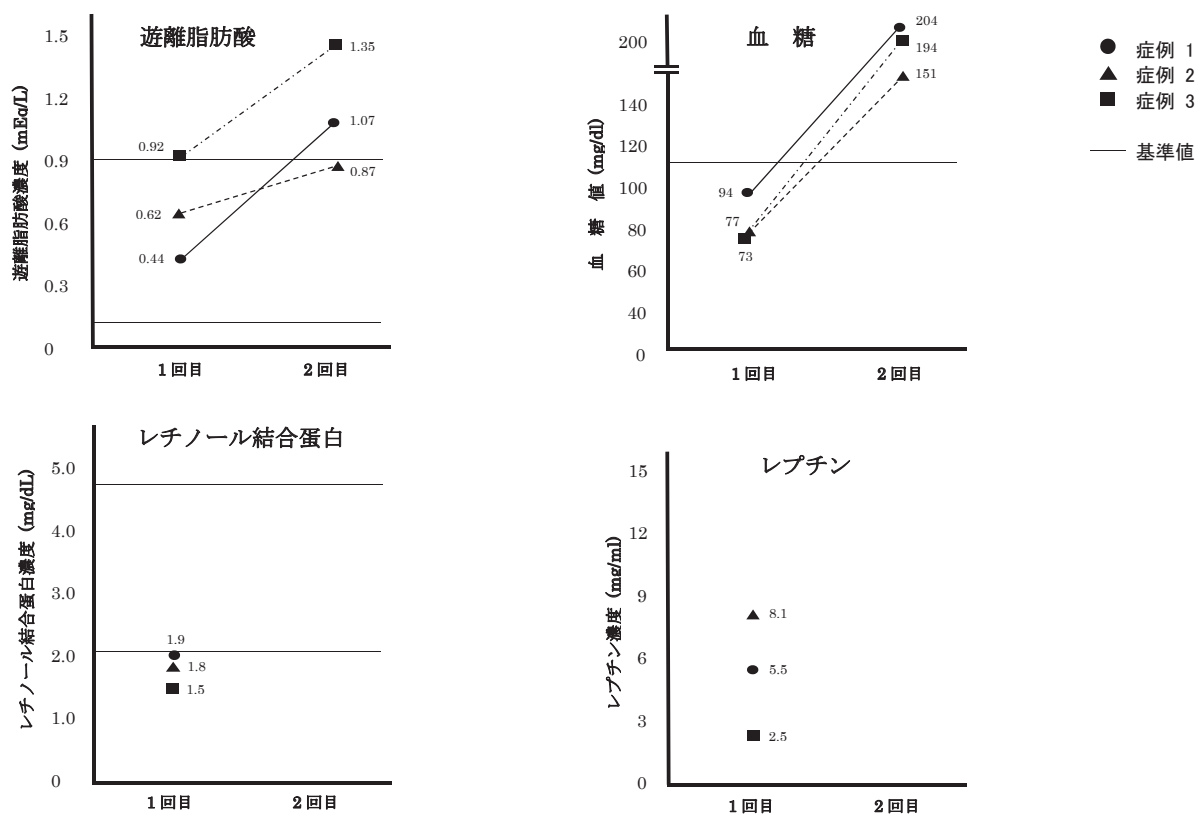 遊離脂肪酸
遊離脂肪酸濃度 (mEq/L)
1.5
1.2
0.9
0.6
0.3
0
0.92
0.62
0.44
1.35
1.07
0.87
1回目
2回目
血 糖
血 糖 値 (mg/dl)
200
140
120
100
80
60
40
0
94
77
73
204
194
151
1回目
2回目
症例 1
症例 2
症例 3
基準値
レチノール結合蛋白
レチノール結合蛋白濃度 (mg/dL)
5.0
4.0
3.0
2.0
1.0
0
1.9
1.8
1.5
1回目
2回目
レプチン
レプチン濃度 (mg/ml)
15
12
9
6
3
0
8.1
5.5
2.5
1回目
2回目